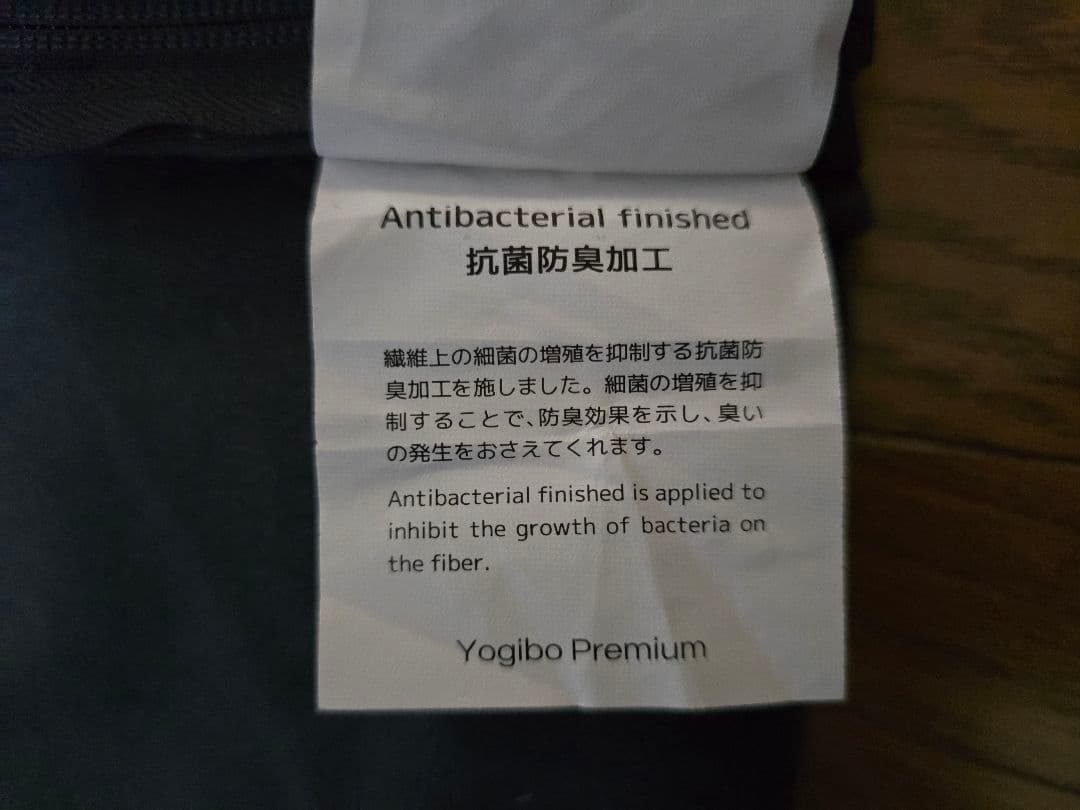 Antibacterial finished
抗菌防臭加工
繊維上の細菌の増殖を抑制する抗菌防
臭加工を施しました。細菌の増殖を抑
制することで、防臭効果を示し、臭い
の発生をおさえてくれます。
Antibacterial finished is applied to
inhibit the growth of bacteria on
the fiber.
Yogibo Premium